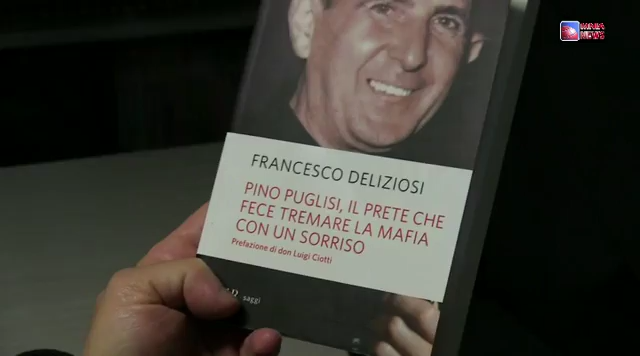 FRANCESCO DELIZIOSI
PINO PUGLISI, IL PRETE CHE
FECE TREMARE LA MAFIA
CON UN SORRISO
Prefazione di don Luigi Ciotti
saggi
NEWS